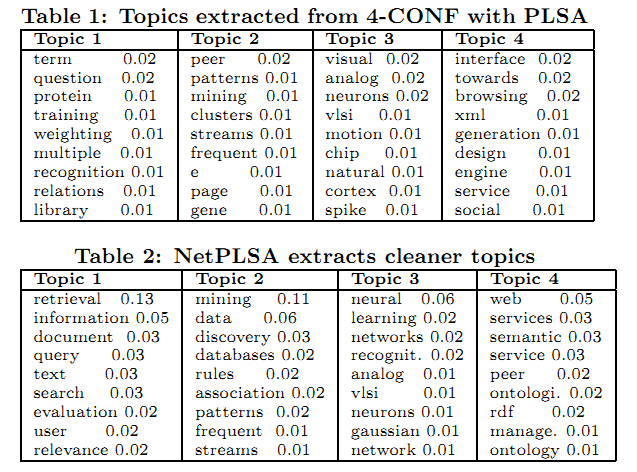 Table 1: Topics extracted from 4-CONF with PLSA
Topic 1 Topic 2 Topic 3 Topic 4
term 0.02 peer 0.02 visual 0.02 interface 0.02
question 0.02 patterns 0.01 analog 0.02 towards 0.02
protein 0.01 mining 0.01 neurons 0.02 browsing 0.02
training 0.01 clusters 0.01 vlsi 0.01 xml 0.01
weighting 0.01 streams 0.01 motion 0.01 generation 0.01
multiple 0.01 frequent 0.01 chip 0.01 design 0.01
recognition 0.01 e 0.01 natural 0.01 engine 0.01
relations 0.01 page 0.01 cortex 0.01 service 0.01
library 0.01 gene 0.01 spike 0.01 social 0.01
Table 2: NetPLSA extracts cleaner topics
Topic 1 Topic 2 Topic 3 Topic 4
retrieval 0.13 mining 0.11 neural 0.06 web 0.05
information 0.05 data 0.06 learning 0.02 services 0.03
document 0.03 discovery 0.03 networks 0.02 semantic 0.03
query 0.03 databases 0.02 recognit. 0.02 service 0.03
text 0.03 rules 0.02 analog 0.01 peer 0.02
search 0.03 association 0.02 vlsi 0.01 ontologi. 0.02
evaluation 0.02 patterns 0.02 neurons 0.01 rdf 0.02
user 0.02 frequent 0.01 gaussian 0.01 manage. 0.01
relevance 0.02 streams 0.01 network 0.01 ontology 0.01